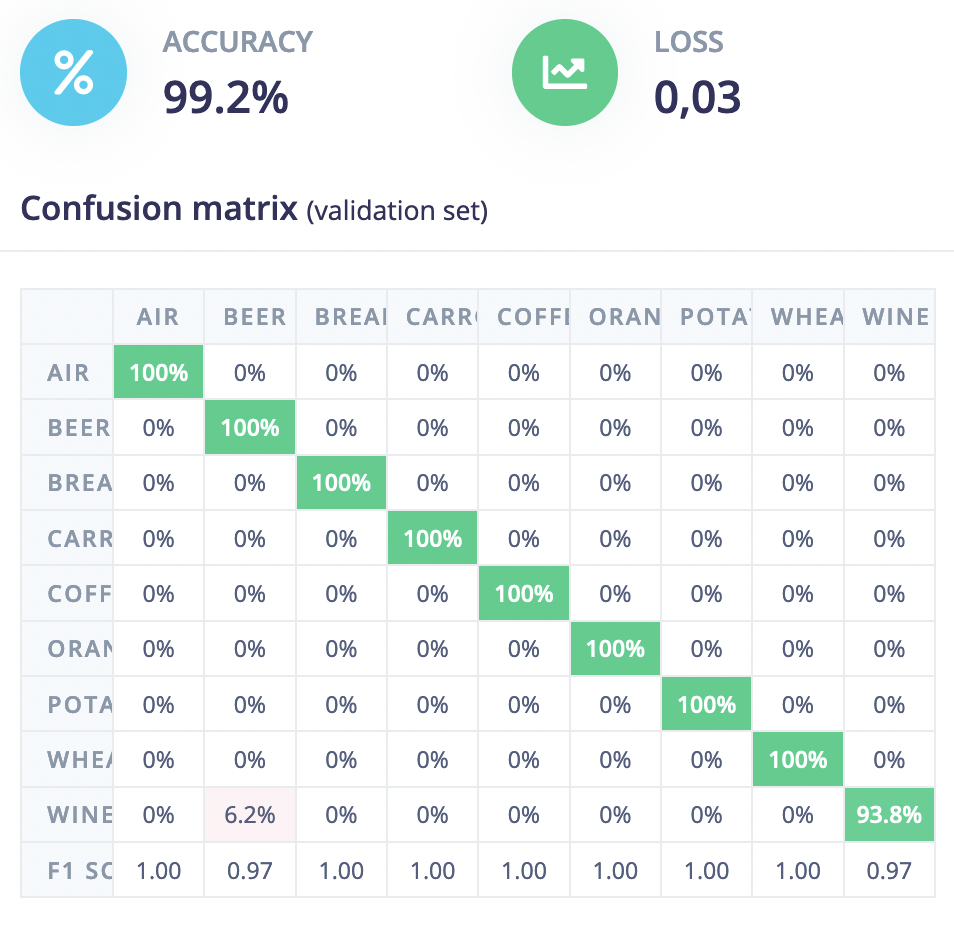 ACCURACY
99.2%
LOSS
0,03
Confusion matrix (validation set)
AIR BEER BREAI CARR COFFI ORAN POTA WHEA WINE
AIR 100% 0% 0% 0% 0% 0% 0% 0% 0%
BEER 0% 100% 0% 0% 0% 0% 0% 0% 0%
BREA 0% 0% 100% 0% 0% 0% 0% 0% 0%
CARR 0% 0% 0% 100% 0% 0% 0% 0% 0%
COFF 0% 0% 0% 0% 100% 0% 0% 0% 0%
ORAN 0% 0% 0% 0% 0% 100% 0% 0% 0%
POTA 0% 0% 0% 0% 0% 0% 100% 0% 0%
WHEA 0% 0% 0% 0% 0% 0% 0% 100% 0%
WINE 0% 6.2% 0% 0% 0% 0% 0% 0% 93.8%
F1 SC 1.00 0.97 1.00 1.00 1.00 1.00 1.00 1.00 0.97